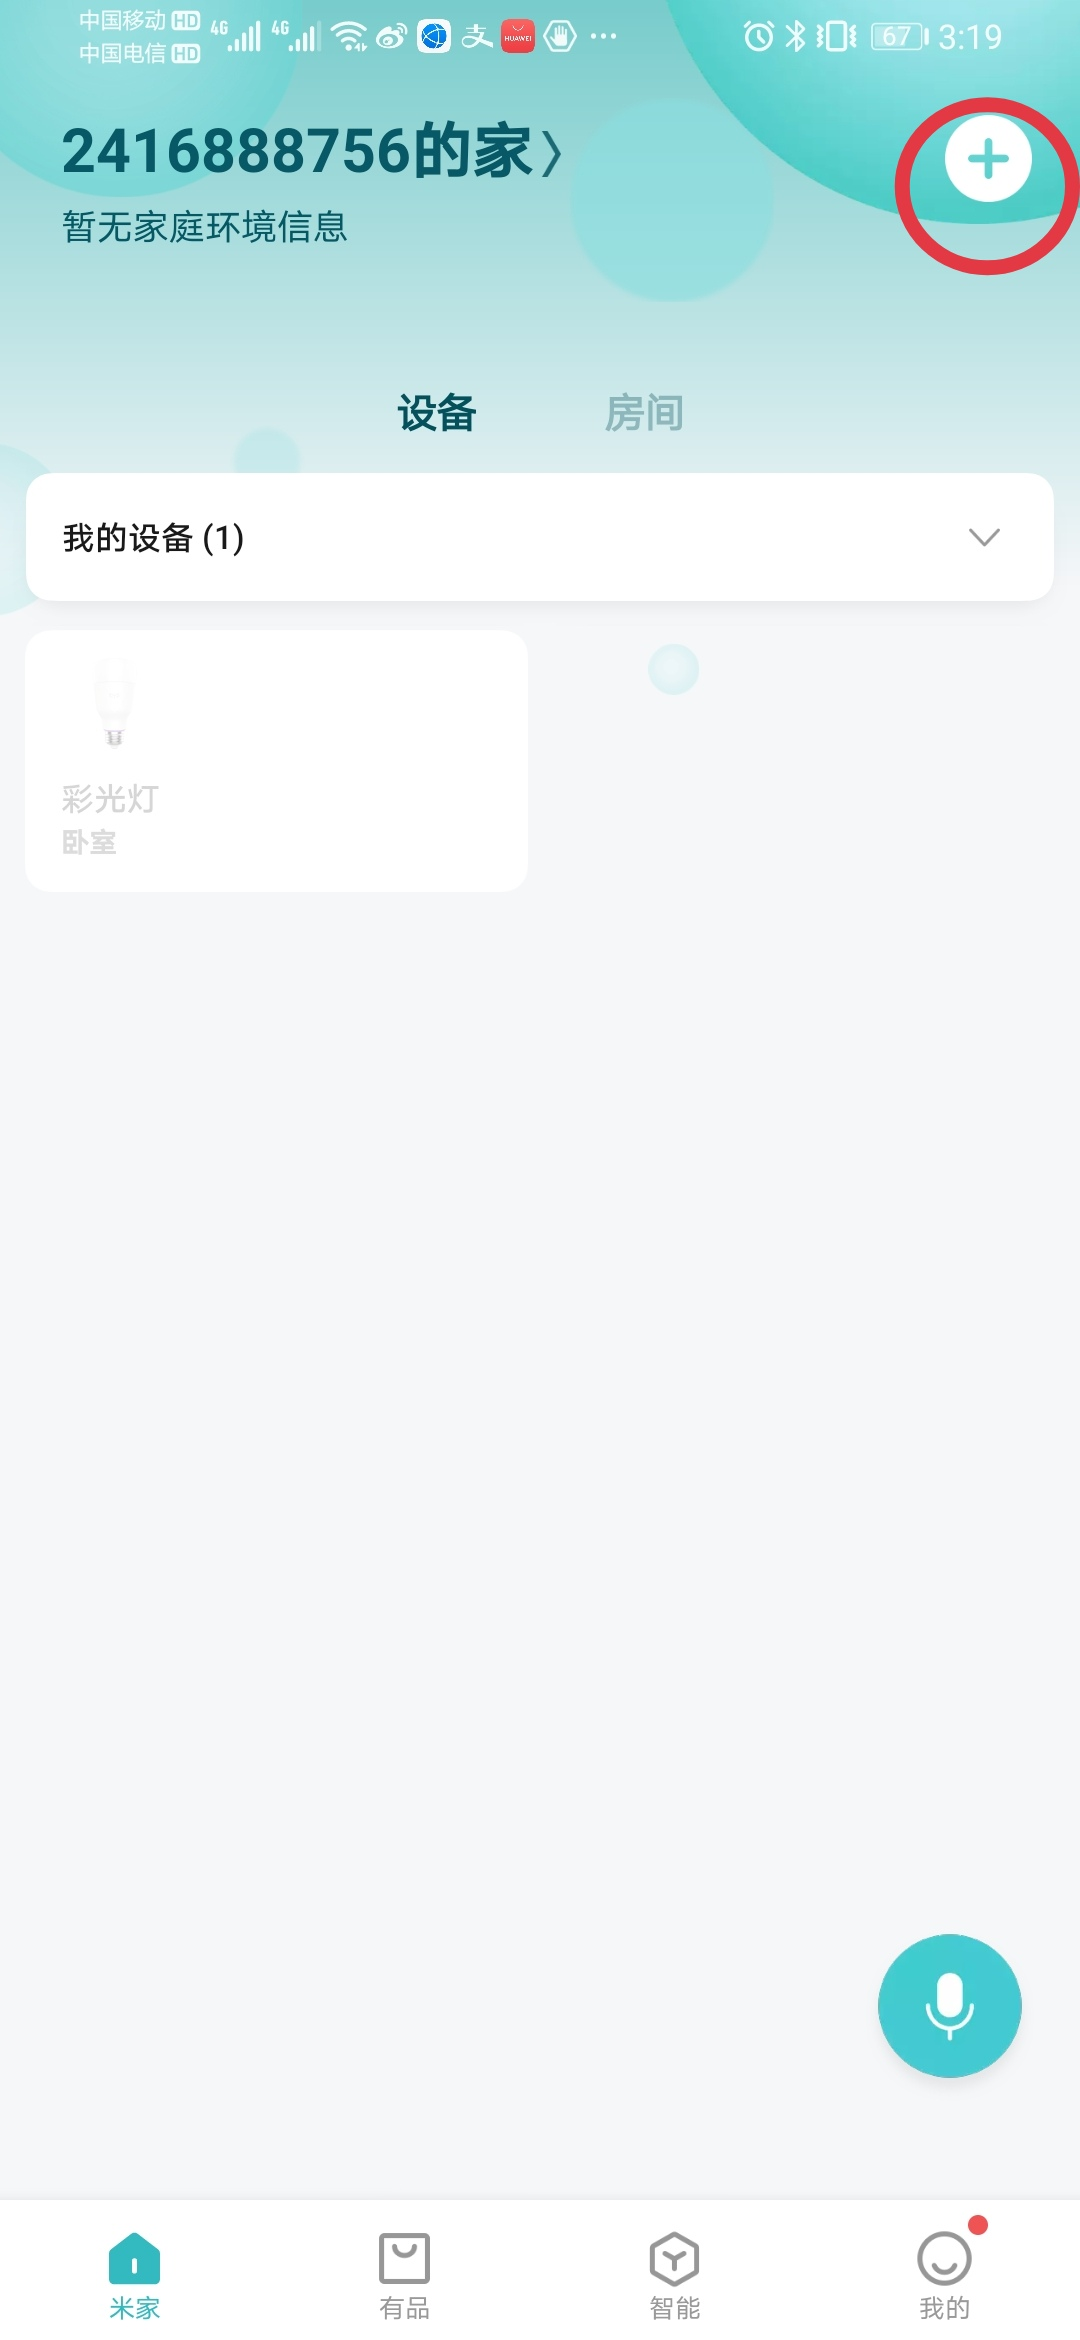 中国移动 HD 4G 4G HUAWEI 67 3:19
中国电信 HD
2416888756的家
暂无家庭环境信息
设备 房间
我的设备 (1)
彩光灯
卧室
米家 有品 智能 我的